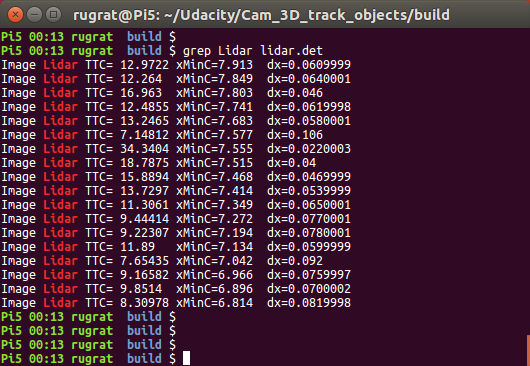 rugrat@Pi5: ~/Udacity/Cam_3D_track_objects/build
Pi5 00:13 rugrat  build $
Pi5 00:13 rugrat  build $ grep Lidar lidar.det
Image Lidar TTC= 12.9722 xMinC=7.913  dx=0.0609999
Image Lidar TTC= 12.264  xMinC=7.849  dx=0.0640001
Image Lidar TTC= 16.963  xMinC=7.803  dx=0.046
Image Lidar TTC= 12.4855 xMinC=7.741  dx=0.0619998
Image Lidar TTC= 13.2465 xMinC=7.683  dx=0.0580001
Image Lidar TTC= 7.14812 xMinC=7.577  dx=0.106
Image Lidar TTC= 34.3404 xMinC=7.555  dx=0.0220003
Image Lidar TTC= 18.7875 xMinC=7.515  dx=0.04
Image Lidar TTC= 15.8894 xMinC=7.468  dx=0.0469999
Image Lidar TTC= 13.7297 xMinC=7.414  dx=0.0539999
Image Lidar TTC= 11.3061 xMinC=7.349  dx=0.0650001
Image Lidar TTC= 9.44414 xMinC=7.272  dx=0.0770001
Image Lidar TTC= 9.22307 xMinC=7.194  dx=0.0780001
Image Lidar TTC= 11.89   xMinC=7.134  dx=0.0599999
Image Lidar TTC= 7.65435 xMinC=7.042  dx=0.092
Image Lidar TTC= 9.16582 xMinC=6.966  dx=0.0759997
Image Lidar TTC= 9.8514  xMinC=6.896  dx=0.0700002
Image Lidar TTC= 8.30978 xMinC=6.814  dx=0.0819998
Pi5 00:13 rugrat  build $
Pi5 00:13 rugrat  build $
Pi5 00:13 rugrat  build $
Pi5 00:13 rugrat  build $